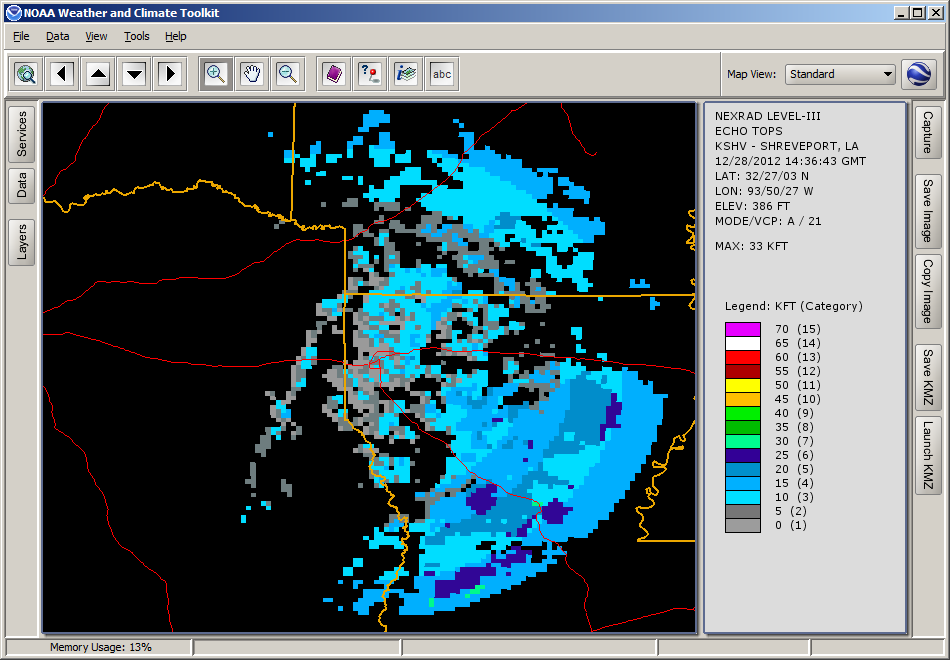 NOAA Weather and Climate Toolkit
File Data View Tools Help
abc
Map View: Standard
Services
Data
Layers
NEXRAD LEVEL-III
ECHO TOPS
KSHV - SHREVEPORT, LA
12/28/2012 14:36:43 GMT
LAT: 32/27/03 N
LON: 93/50/27 W
ELEV: 386 FT
MODE/VCP: A / 21
MAX: 33 KFT
Legend: KFT (Category)
70 (15)
65 (14)
60 (13)
55 (12)
50 (11)
45 (10)
40 (9)
35 (8)
30 (7)
25 (6)
20 (5)
15 (4)
10 (3)
5 (2)
0 (1)
Capture
Save Image
Copy Image
Save KMZ
Launch KMZ
Memory Usage: 13%